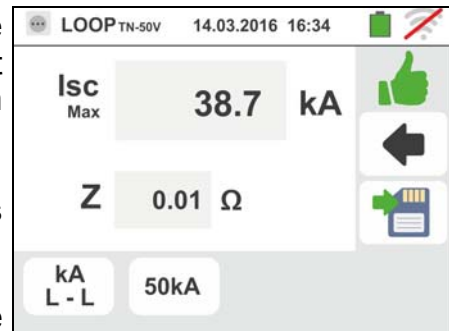 LOOP TN-50V 14.03.2016 16:34
Isc Max 38.7 kA
Z 0.01 Ω
kA L - L 50kA